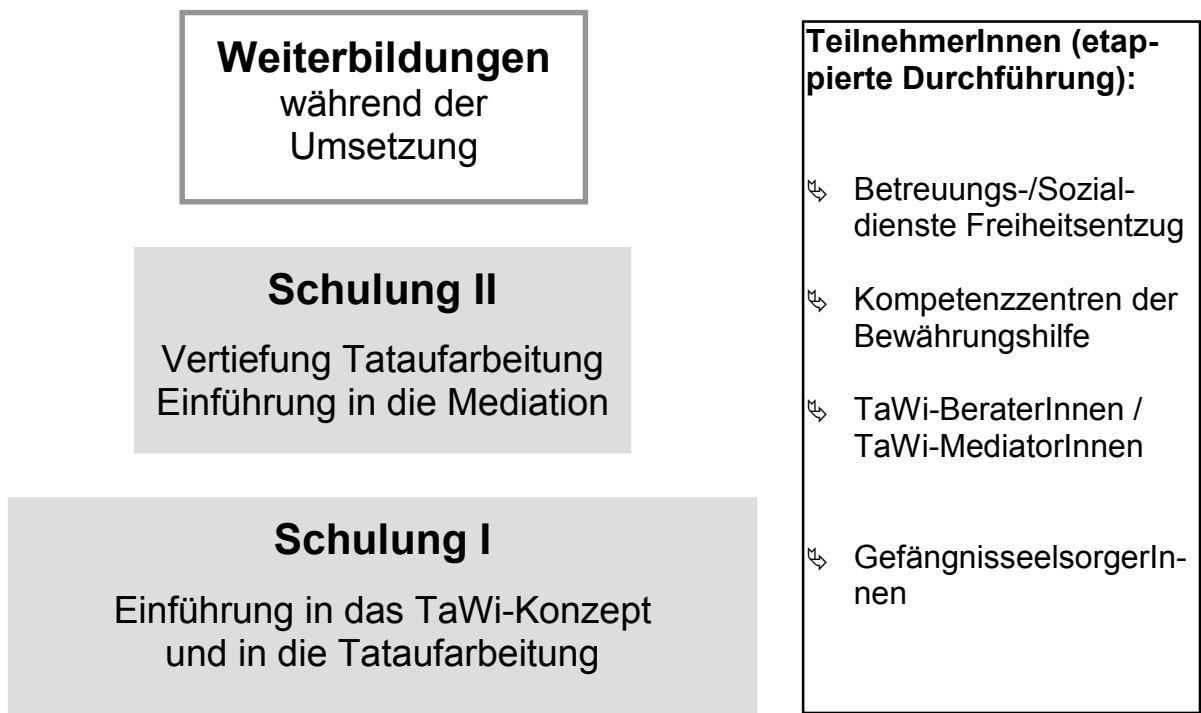 Weiterbildungen
während der
Umsetzung
Schulung II
Vertiefung Tataufarbeitung
Einführung in die Mediation
Schulung I
Einführung in das TaWi-Konzept
und in die Tataufarbeitung
TeilnehmerInnen (etap-
pierte Durchführung):
Betreuungs-/Sozial-
dienste Freiheitsentzug
Kompetenzzentren der
Bewährungshilfe
TaWi-BeraterInnen /
TaWi-MediatorInnen
GefängnisseelsorgerIn-
nen